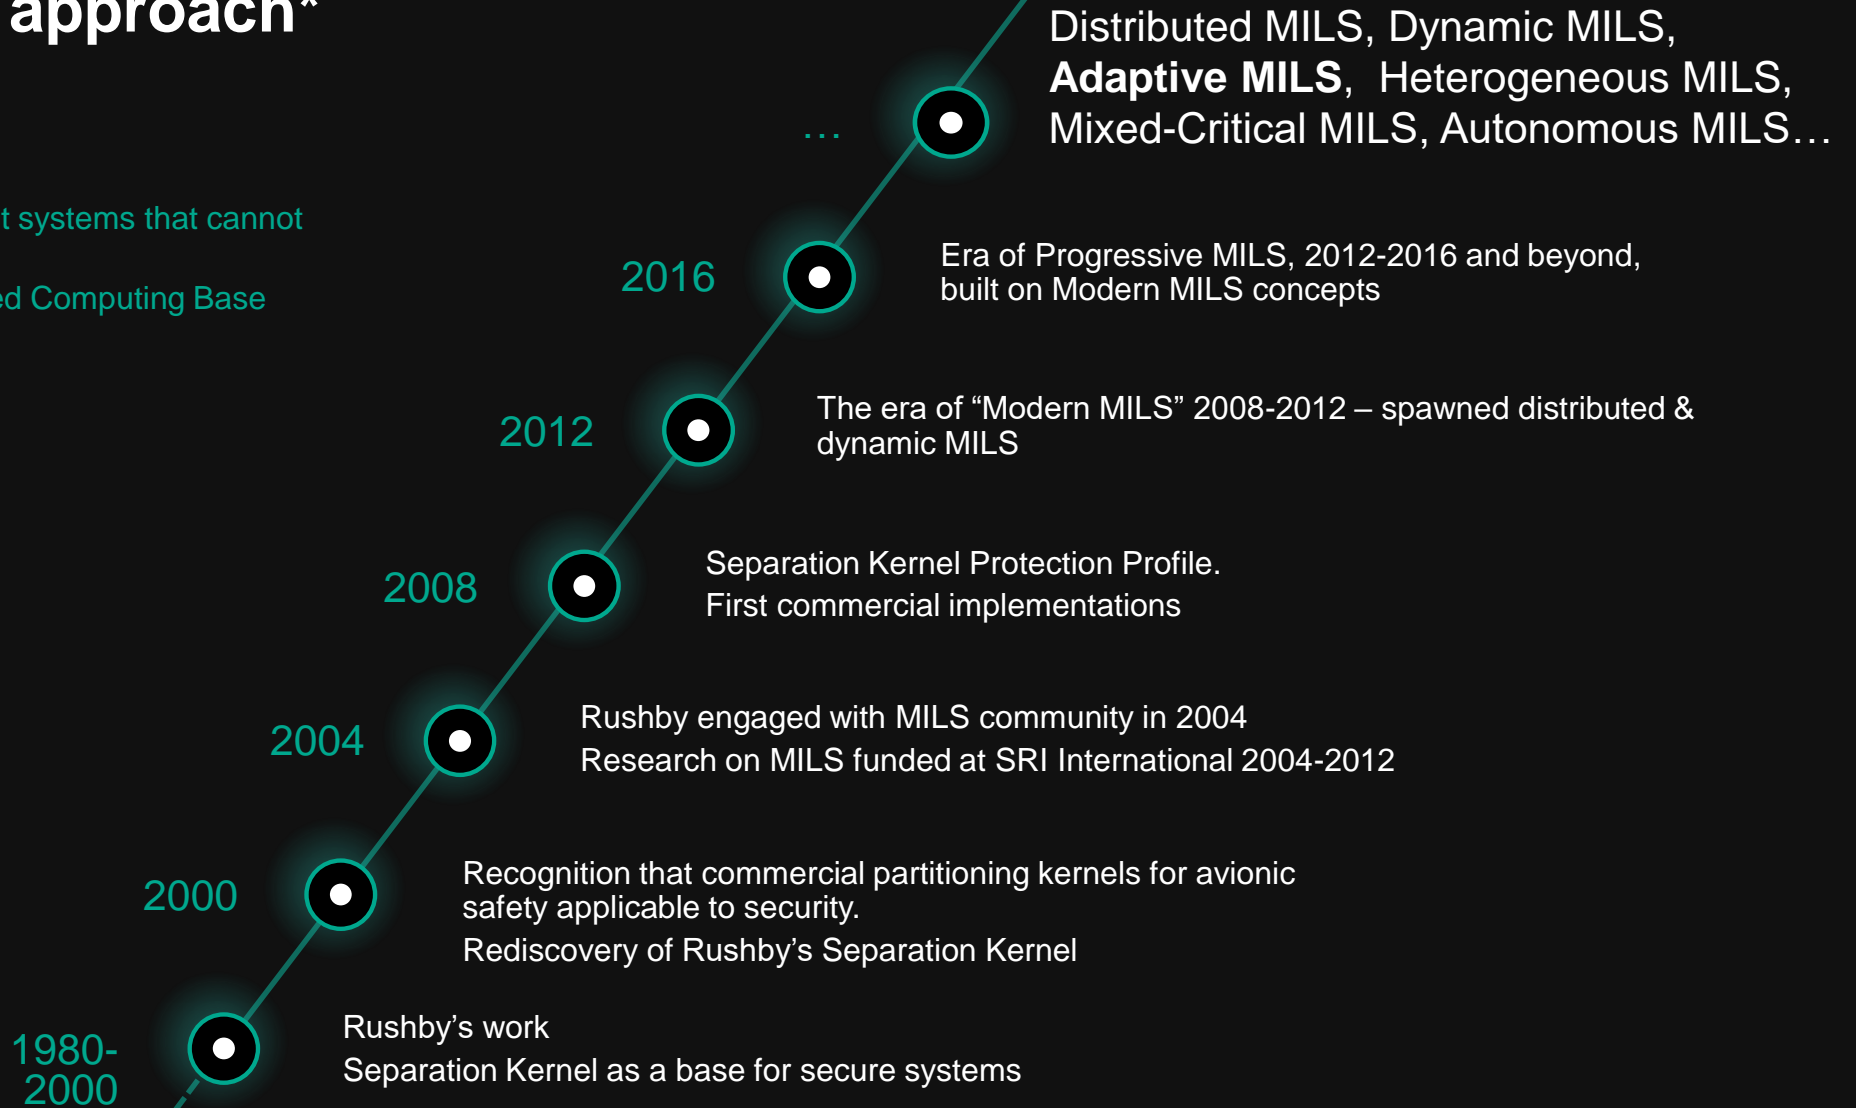 approach*
t systems that cannot
ed Computing Base
Distributed MILS, Dynamic MILS,
Adaptive MILS, Heterogeneous MILS,
Mixed-Critical MILS, Autonomous MILS…
…
2016
Era of Progressive MILS, 2012-2016 and beyond,
built on Modern MILS concepts
2012
The era of “Modern MILS” 2008-2012 – spawned distributed &
dynamic MILS
2008
Separation Kernel Protection Profile.
First commercial implementations
2004
Rushby engaged with MILS community in 2004
Research on MILS funded at SRI International 2004-2012
2000
Recognition that commercial partitioning kernels for avionic
safety applicable to security.
Rediscovery of Rushby’s Separation Kernel
1980-
2000
Rushby’s work
Separation Kernel as a base for secure systems